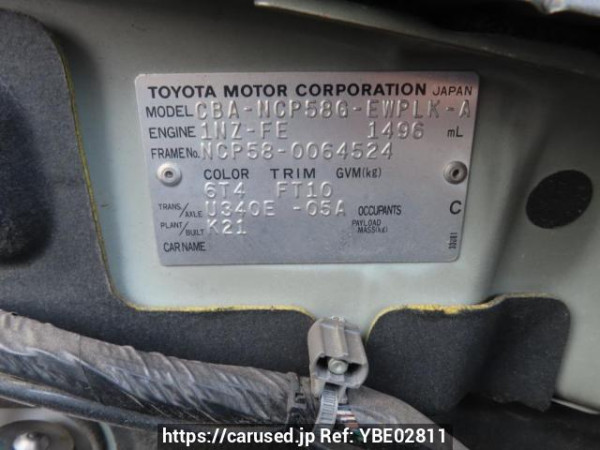 TOYOTA MOTOR CORPORATION JAPAN
MODEL CBA-NCP58G-EWPLK-A
ENGINE 1NZ-FE 1496 mL
FRAME No. NCP58-0064524
COLOR TRIM GVM(kg)
6T4 FT10
TRANS/AXLE U340E -05A OCCUPANTS C
PLANT/BUILT K21 PAYLOAD MASS(kg)
CAR NAME
https://carused.jp Ref: YBE02811